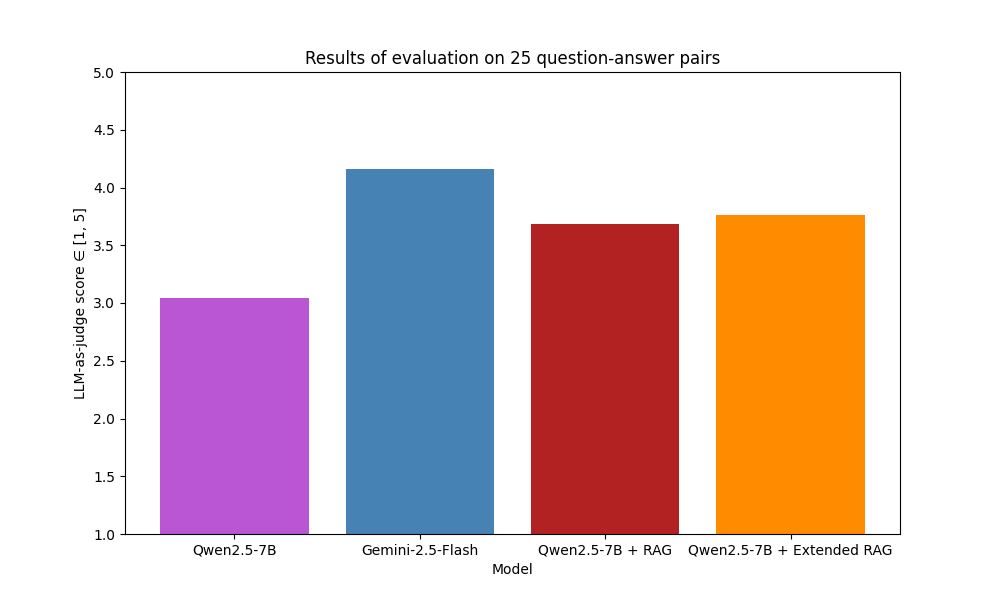 Results of evaluation on 25 question-answer pairs
5.0
4.5
4.0
3.5
3.0
2.5
2.0
1.5
1.0
LLM-as-judge score ∈ [1, 5]
Qwen2.5-7B
Gemini-2.5-Flash
Qwen2.5-7B + RAG
Qwen2.5-7B + Extended RAG
Model